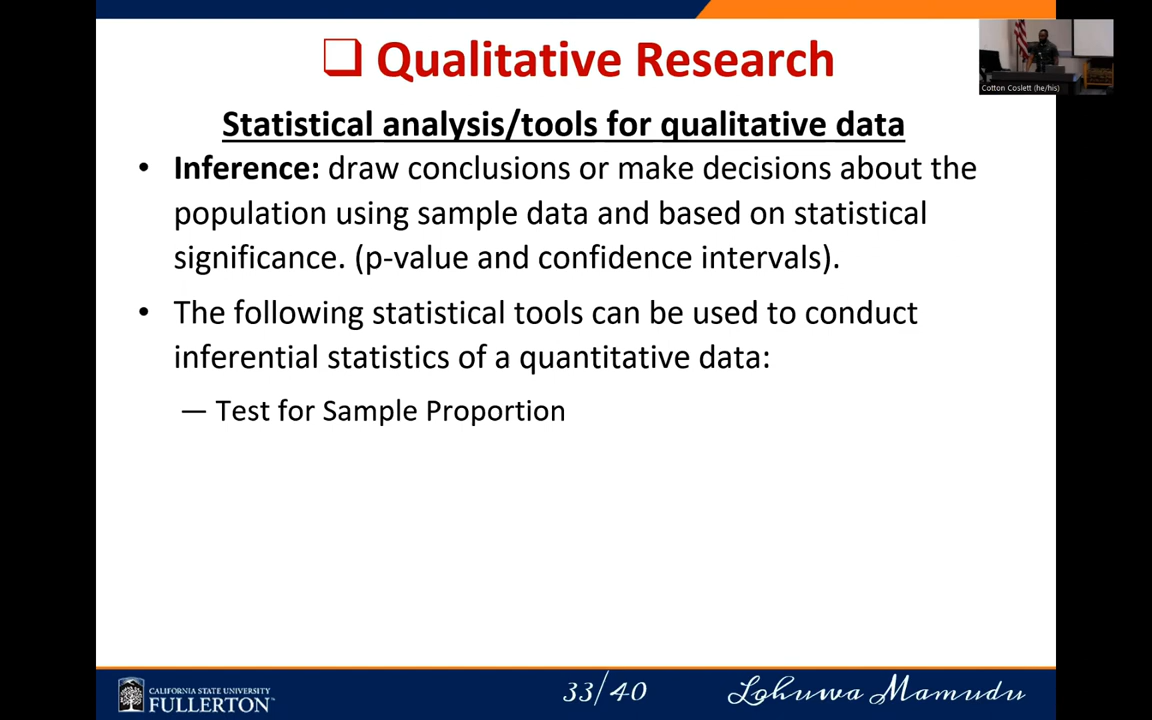 ❑ Qualitative Research
Cotton Coslett (he/his)
Statistical analysis/tools for qualitative data
• Inference: draw conclusions or make decisions about the
population using sample data and based on statistical
significance. (p-value and confidence intervals).
• The following statistical tools can be used to conduct
inferential statistics of a quantitative data:
— Test for Sample Proportion
CALIFORNIA STATE UNIVERSITY
FULLERTON™
33/40
Lohuwa Mamudu